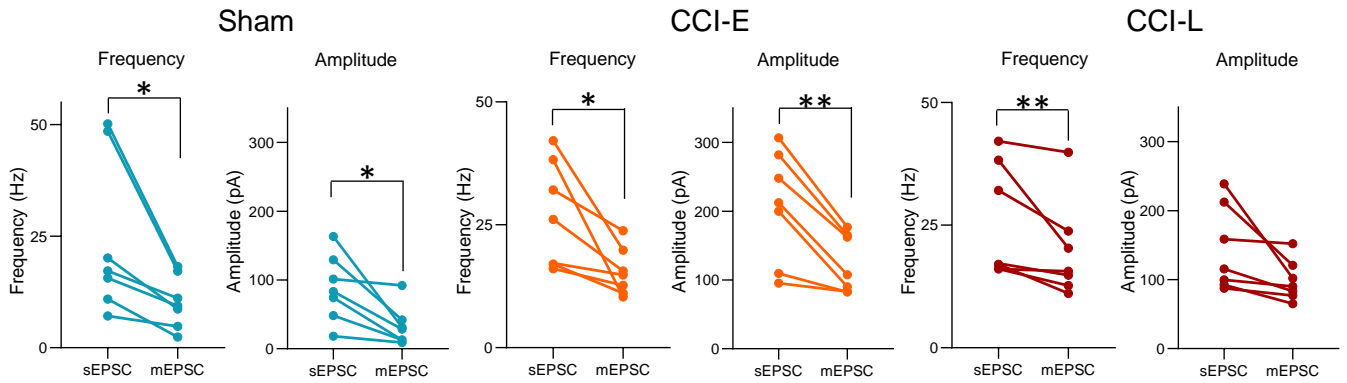 Sham
CCI-E
CCI-L
Frequency
Amplitude
Frequency
Amplitude
Frequency
Amplitude
*
*
*
**
**
Frequency (Hz)
50
25
0
sEPSC
mEPSC
Amplitude (pA)
300
200
100
0
sEPSC
mEPSC
Frequency (Hz)
50
25
0
sEPSC
mEPSC
Amplitude (pA)
300
200
100
0
sEPSC
mEPSC
Frequency (Hz)
50
25
0
sEPSC
mEPSC
Amplitude (pA)
300
200
100
0
sEPSC
mEPSC